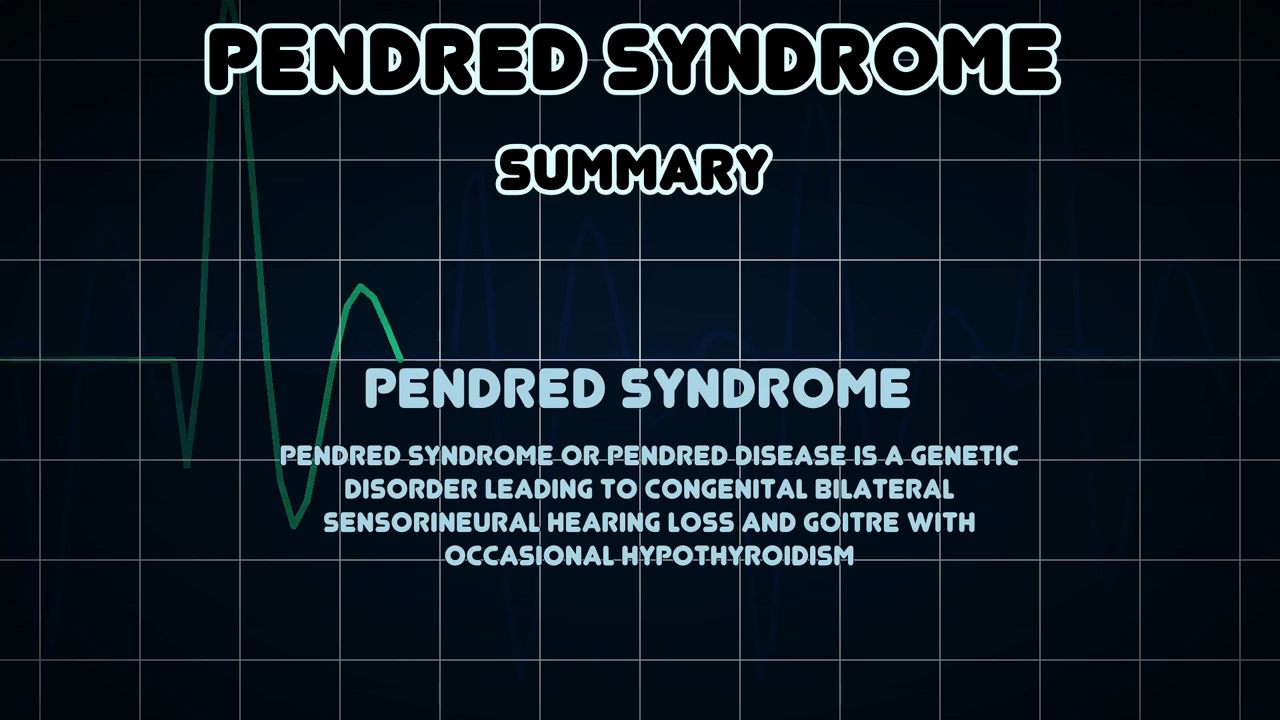 PENDRED SYNDROME
SUMMARY
PENDRED SYNDROME
PENDRED SYNDROME OR PENDRED DISEASE IS A GENETIC
DISORDER LEADING TO CONGENITAL BILATERAL
SENSORINEURAL HEARING LOSS AND GOITRE WITH
OCCASIONAL HYPOTHYROIDISM